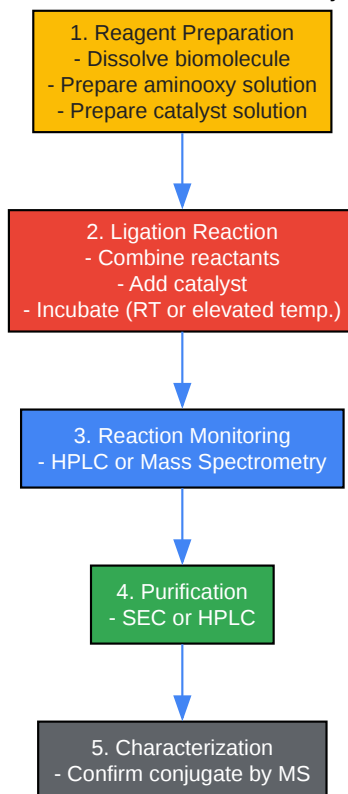 1. Reagent Preparation
- Dissolve biomolecule
- Prepare aminooxy solution
- Prepare catalyst solution
2. Ligation Reaction
- Combine reactants
- Add catalyst
- Incubate (RT or elevated temp.)
3. Reaction Monitoring
- HPLC or Mass Spectrometry
4. Purification
- SEC or HPLC
5. Characterization
- Confirm conjugate by MS